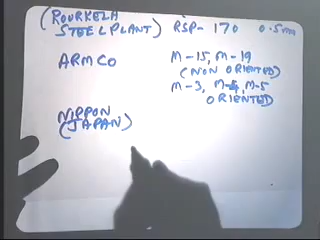 (ROURKELA
STEEL PLANT) RSP- 170 0.5mm
ARMCO M-15, M-19
(NON ORIENTED)
M-3, M-4, M-5
ORIENTED)
NIPPON
(JAPAN)